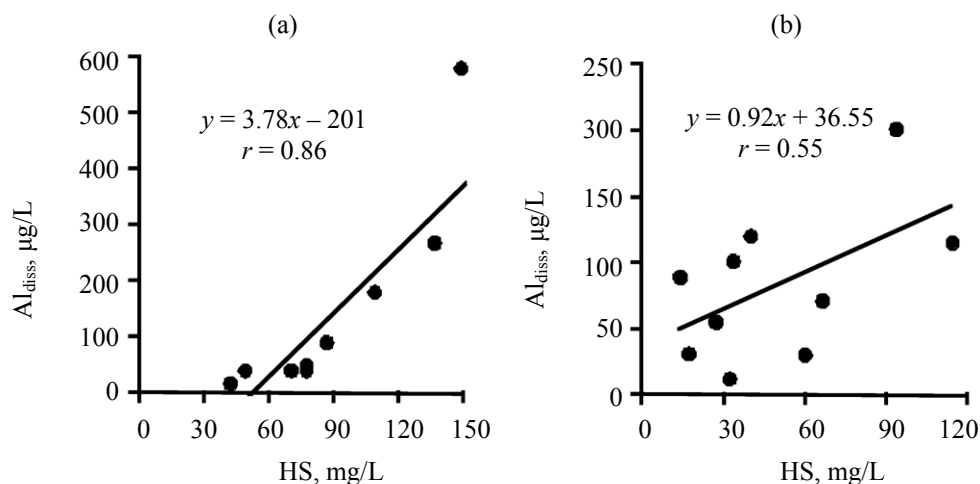 (a)
600
500
400
300
200
100
0
Al_diss, μg/L
y = 3.78x – 201
r = 0.86
0 30 60 90 120 150
HS, mg/L
(b)
250
300
150
100
50
0
Al_diss, μg/L
y = 0.92x + 36.55
r = 0.55
0 30 60 90 120
HS, mg/L